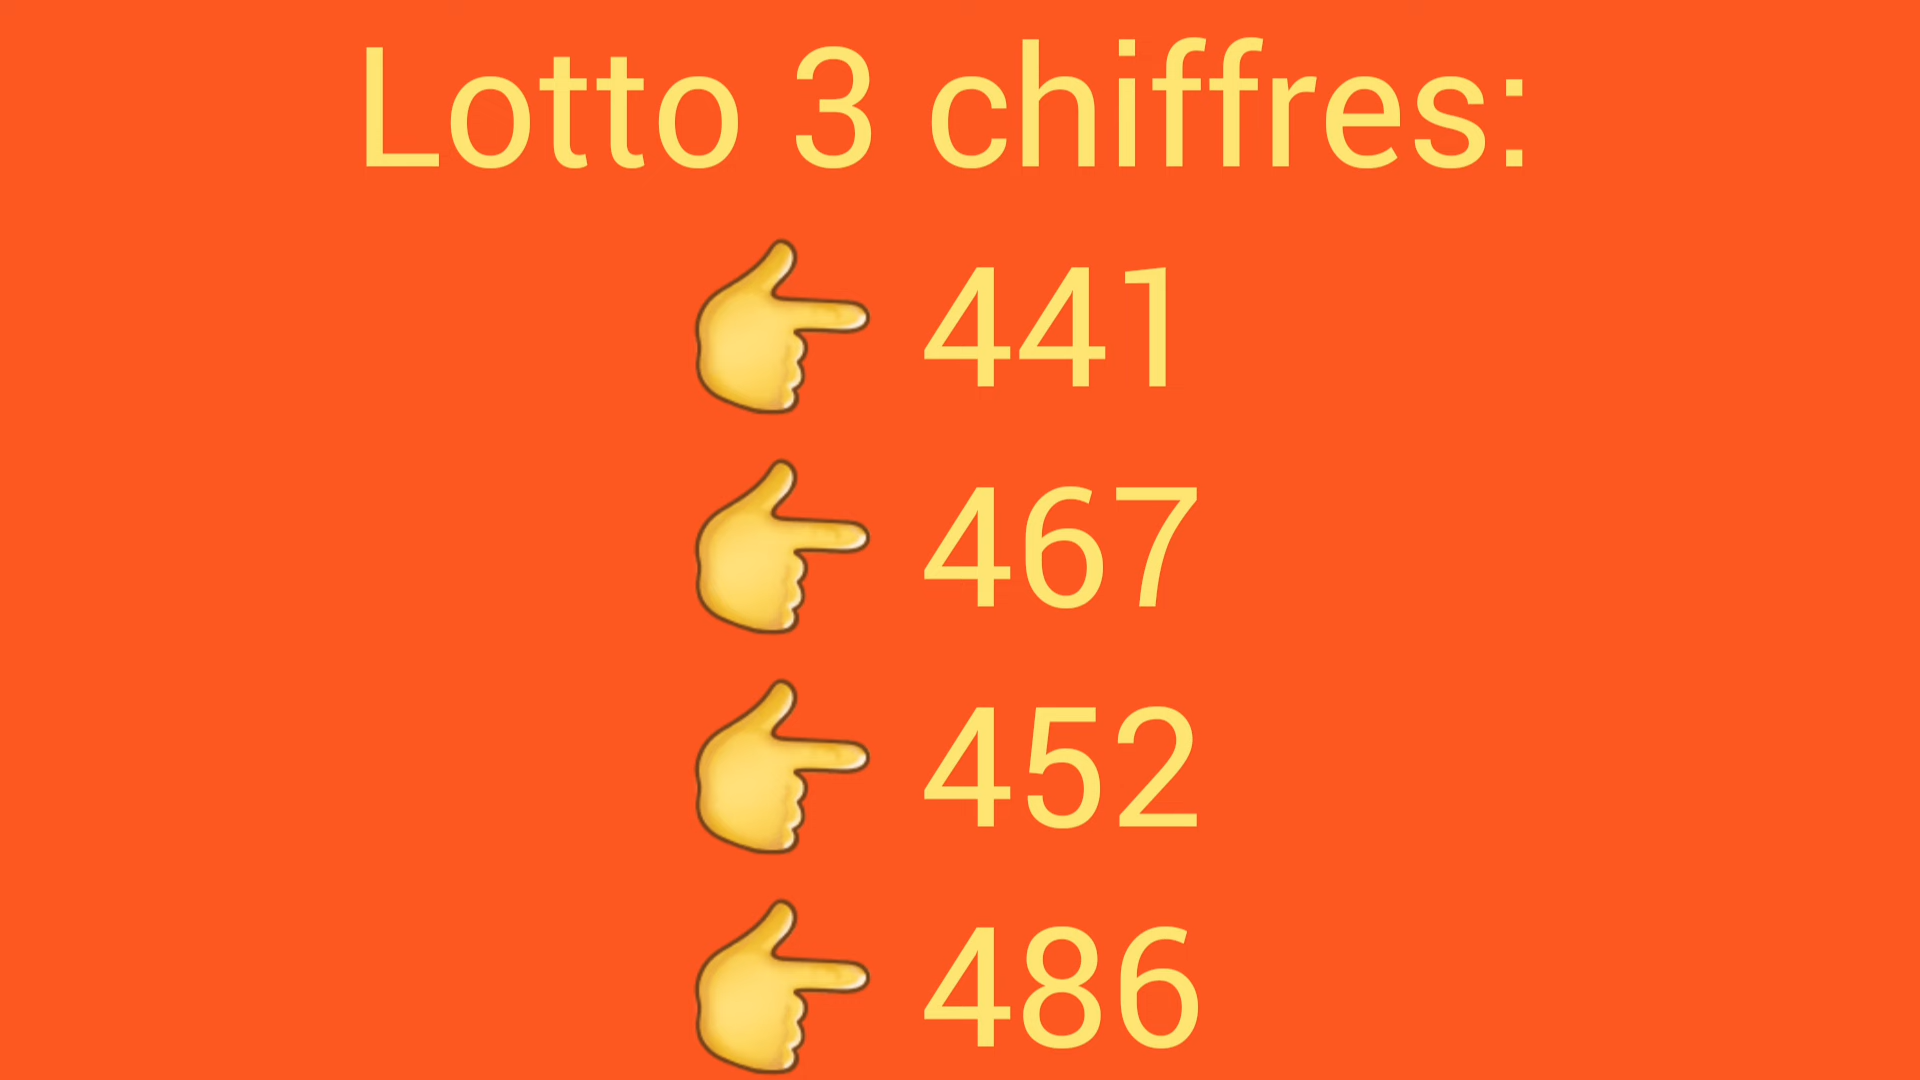 Lotto 3 chiffres:
👉 441
👉 467
👉 452
👉 486